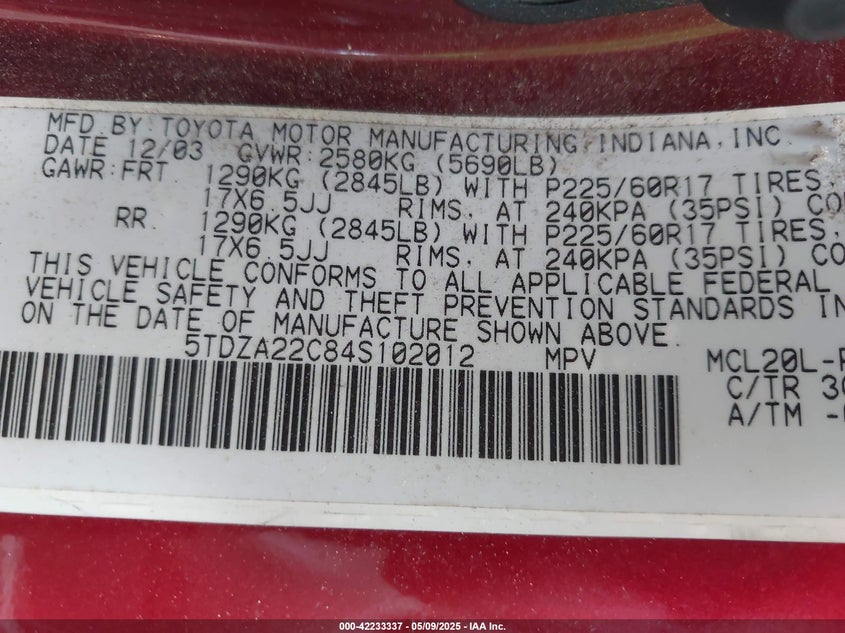 MFD.BY:TOYOTA MOTOR MANUFACTURING,INDIANA,INC.
DATE 12/03 GVWR:2580KG (5690LB)
GAWR:FRT. 1290KG (2845LB) WITH P225/60R17 TIRES,
17X6.5JJ RIMS, AT 240KPA (35PSI)
RR. 1290KG (2845LB) WITH P225/60R17 TIRES,
17X6.5JJ RIMS, AT 240KPA (35PSI)
THIS VEHICLE CONFORMS TO ALL APPLICABLE FEDERAL
VEHICLE SAFETY AND THEFT PREVENTION STANDARDS IN
ON THE DATE OF MANUFACTURE SHOWN ABOVE.
5TDZA22C84S102012 MPV MCL20L-
C/TR
A/TM
000-42233337 - 05/09/2025 - IAA Inc.